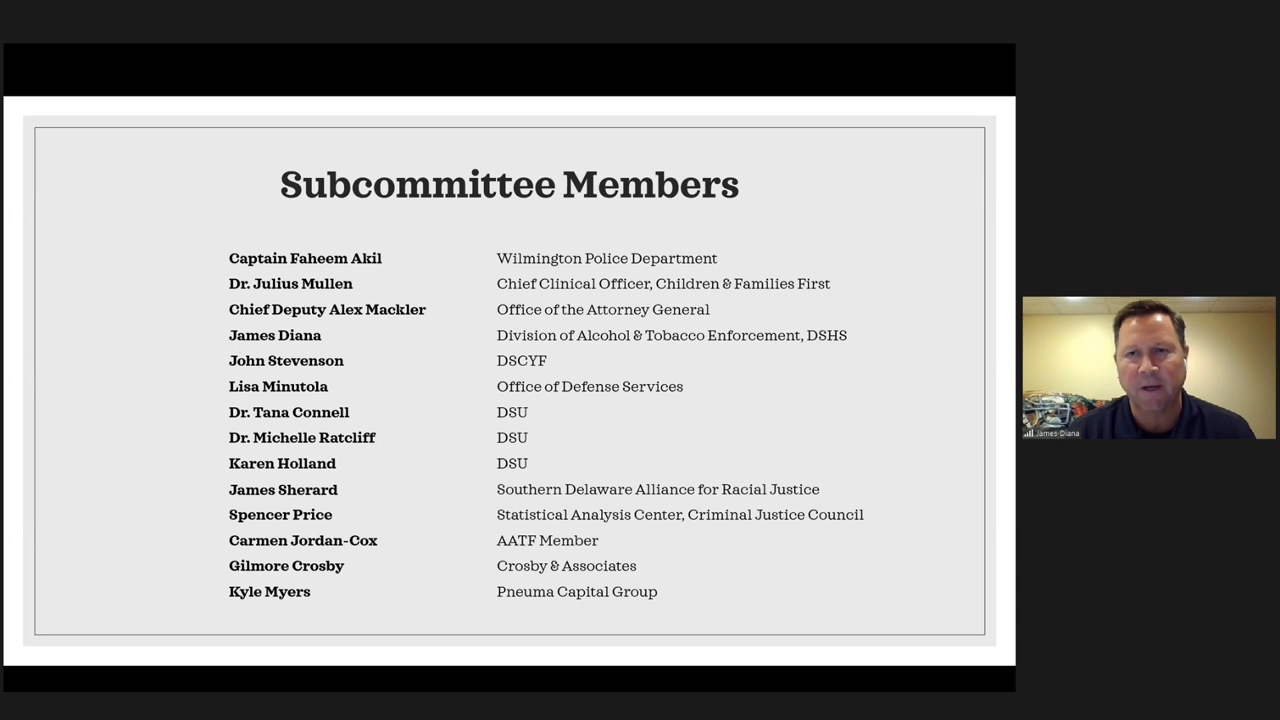 Subcommittee Members
Captain Faheem Akil Wilmington Police Department
Dr. Julius Mullen Chief Clinical Officer, Children & Families First
Chief Deputy Alex Mackler Office of the Attorney General
James Diana Division of Alcohol & Tobacco Enforcement, DSHS
John Stevenson DSCYF
Lisa Minutola Office of Defense Services
Dr. Tana Connell DSU
Dr. Michelle Ratcliff DSU
Karen Holland DSU
James Sherard Southern Delaware Alliance for Racial Justice
Spencer Price Statistical Analysis Center, Criminal Justice Council
Carmen Jordan-Cox AATF Member
Gilmore Crosby Crosby & Associates
Kyle Myers Pneuma Capital Group
James Diana